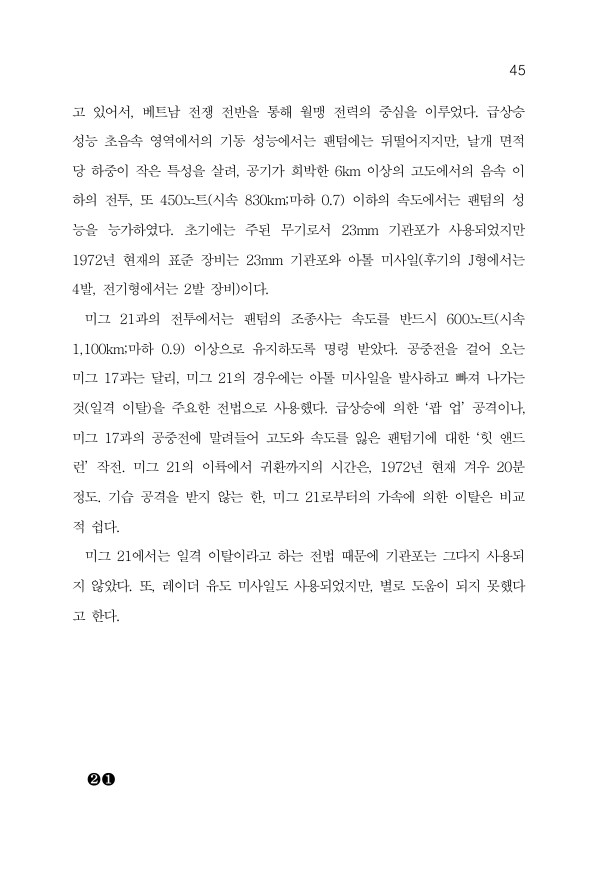 45
고 있어서, 베트남 전쟁 전반을 통해 월맹 전력의 중심을 이루었다. 급상승
성능 초음속 영역에서의 기동 성능에서는 팬텀에는 뒤떨어지지만, 날개 면적
당 하중이 작은 특성을 살려, 공기가 희박한 6km 이상의 고도에서의 음속 이
하의 전투, 또 450노트(시속 830km;마하 0.7) 이하의 속도에서는 팬텀의 성
능을 능가하였다. 초기에는 주된 무기로서 23mm 기관포가 사용되었지만
1972년 현재의 표준 장비는 23mm 기관포와 아톨 미사일(후기의 J형에서는
4발, 전기형에서는 2발 장비)이다.
미그 21과의 전투에서는 팬텀의 조종사는 속도를 반드시 600노트(시속
1,100km;마하 0.9) 이상으로 유지하도록 명령 받았다. 공중전을 걸어 오는
미그 17과는 달리, 미그 21의 경우에는 아톨 미사일을 발사하고 빠져 나가는
것(일격 이탈)을 주요한 전법으로 사용했다. 급상승에 의한 ‘팝 업’ 공격이나,
미그 17과의 공중전에 말려들어 고도와 속도를 잃은 팬텀기에 대한 ‘힛 앤드
런’ 작전. 미그 21의 이륙에서 귀환까지의 시간은, 1972년 현재 겨우 20분
정도. 기습 공격을 받지 않는 한, 미그 21로부터의 가속에 의한 이탈은 비교
적 쉽다.
미그 21에서는 일격 이탈이라고 하는 전법 때문에 기관포는 그다지 사용되
지 않았다. 또, 레이더 유도 미사일도 사용되었지만, 별로 도움이 되지 못했다
고 한다.
❷❶